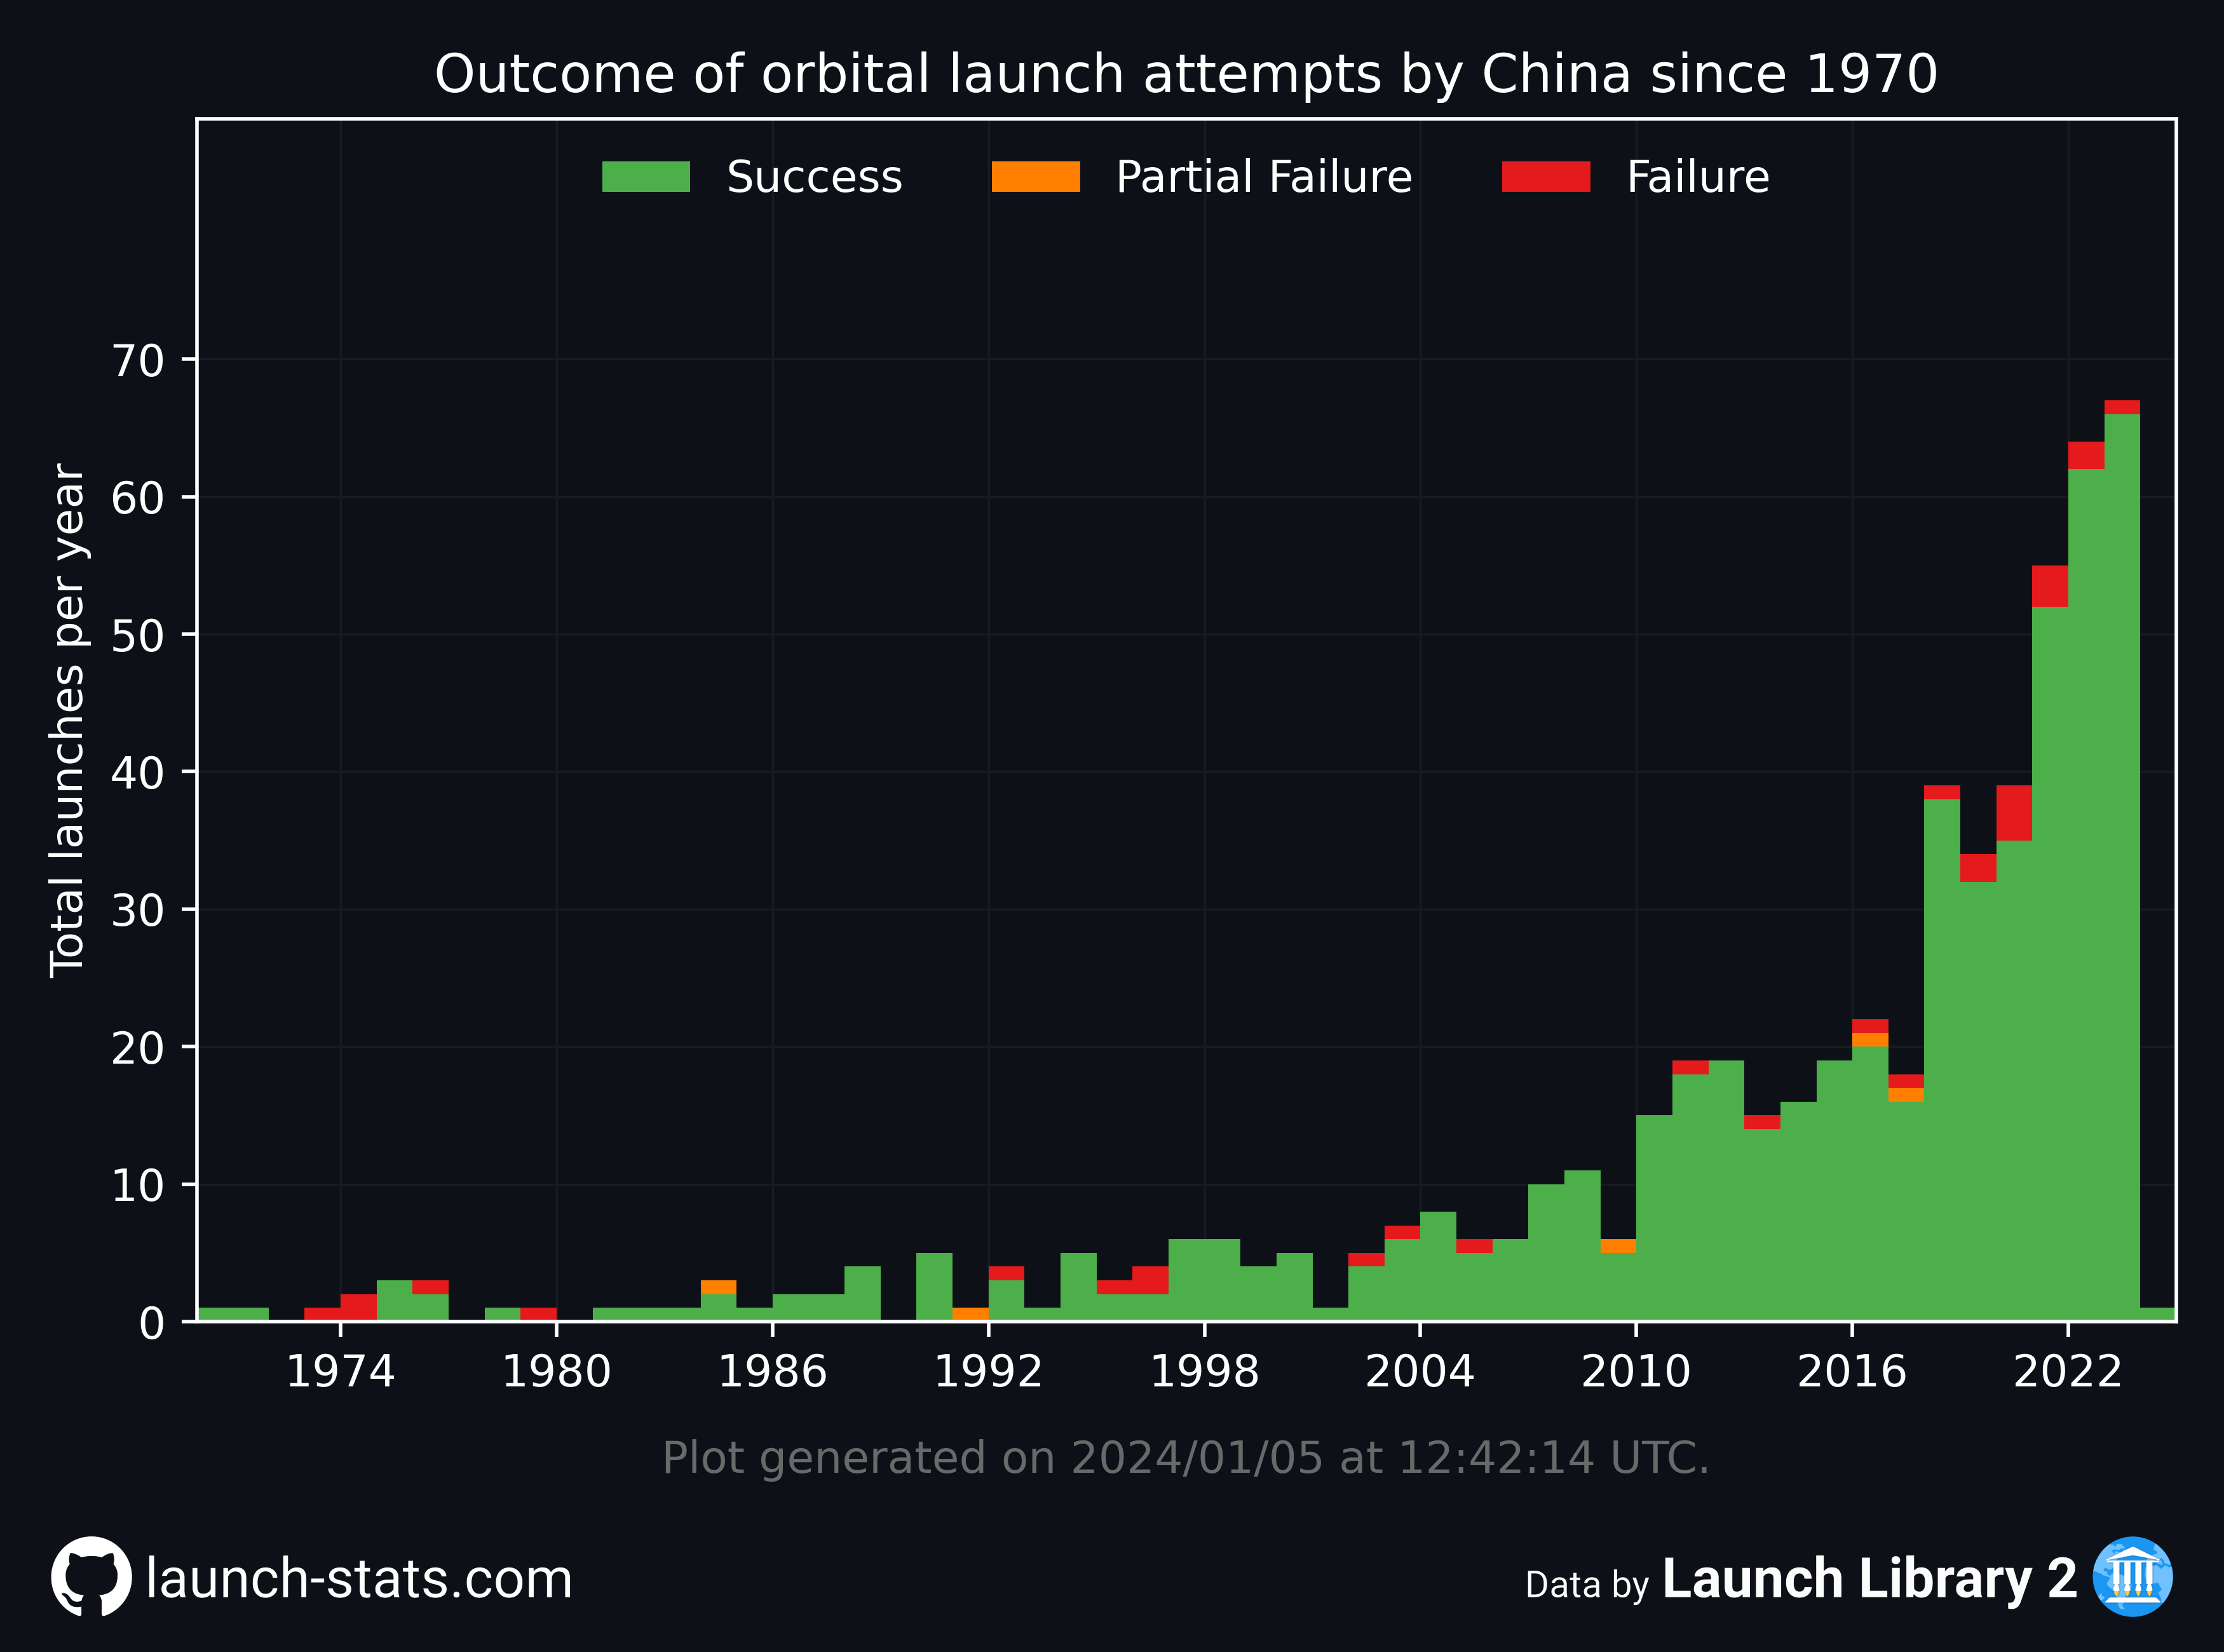 Outcome of orbital launch attempts by China since 1970
Success Partial Failure Failure
Total launches per year
70
60
50
40
30
20
10
0
1974 1980 1986 1992 1998 2004 2010 2016 2022
Plot generated on 2024/01/05 at 12:42:14 UTC.
launch-stats.com
Data by Launch Library 2